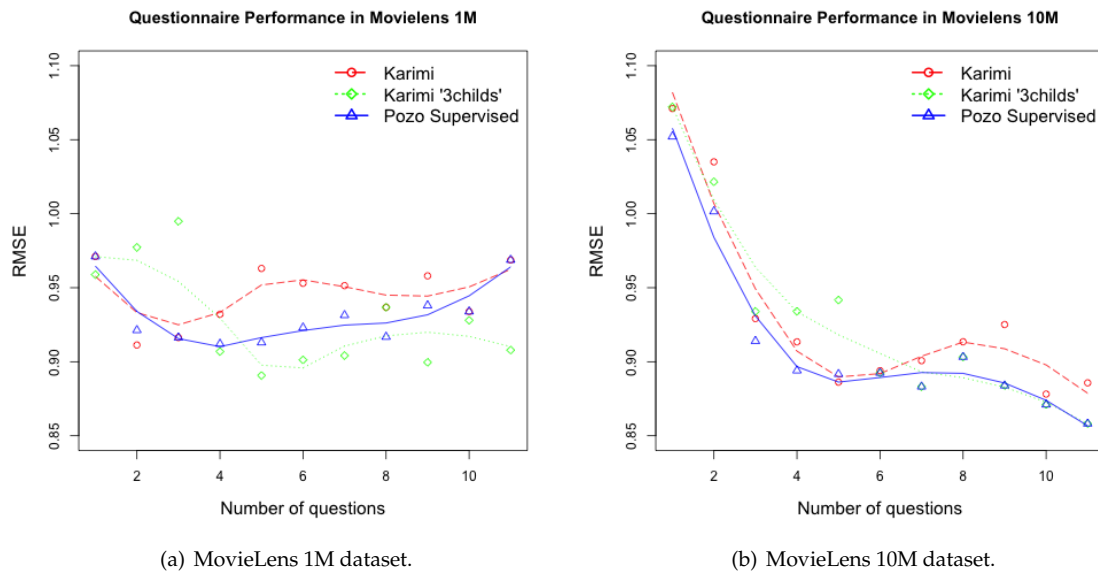 Questionnaire Performance in Movielens 1M
RMSE
1.10
1.05
1.00
0.95
0.90
0.85
Karimi
Karimi '3childs'
Pozo Supervised
2 4 6 8 10
Number of questions
(a) MovieLens 1M dataset.
Questionnaire Performance in Movielens 10M
RMSE
1.10
1.05
1.00
0.95
0.90
0.85
Karimi
Karimi '3childs'
Pozo Supervised
2 4 6 8 10
Number of questions
(b) MovieLens 10M dataset.